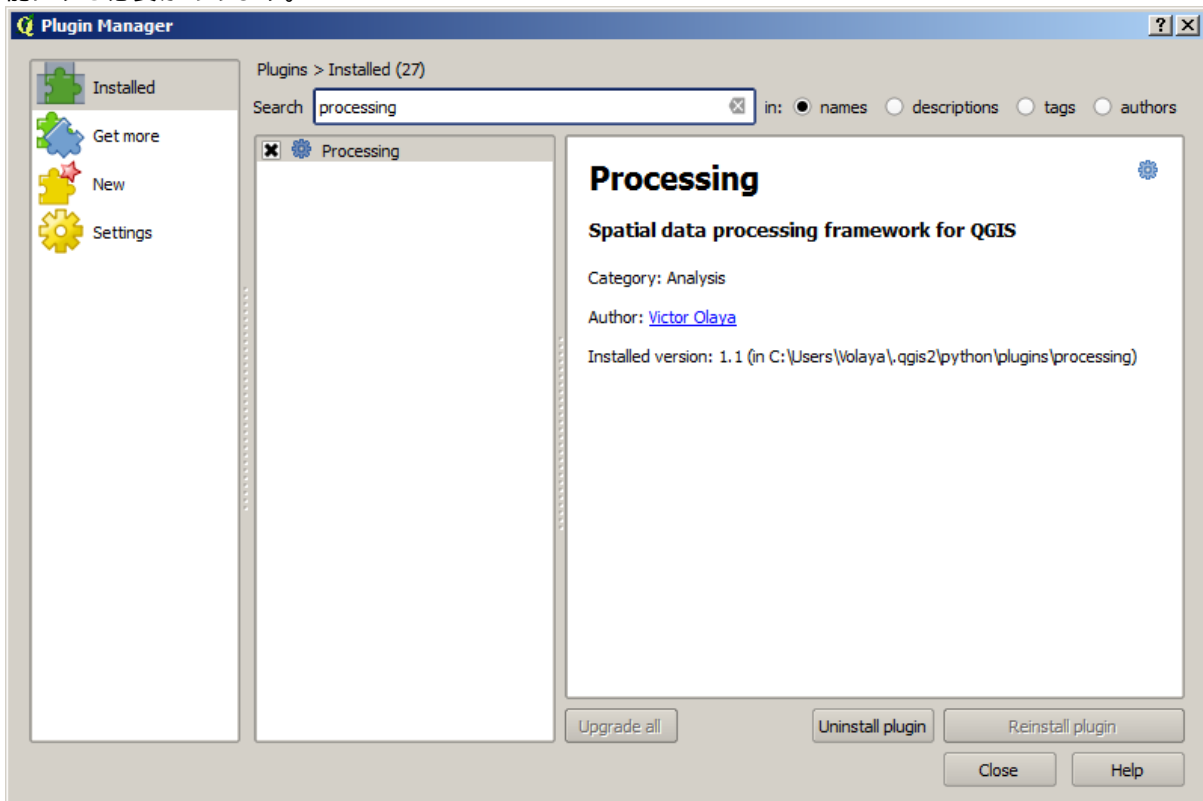 Plugin Manager
Installed
Get more
New
Settings
Plugins > Installed (27)
Search processing in: names descriptions tags authors
Processing
Processing
Spatial data processing framework for QGIS
Category: Analysis
Author: Victor Olaya
Installed version: 1.1 (in C:\Users\Volaya\.qgis2\python\plugins\processing)
Upgrade all Uninstall plugin Reinstall plugin
Close Help